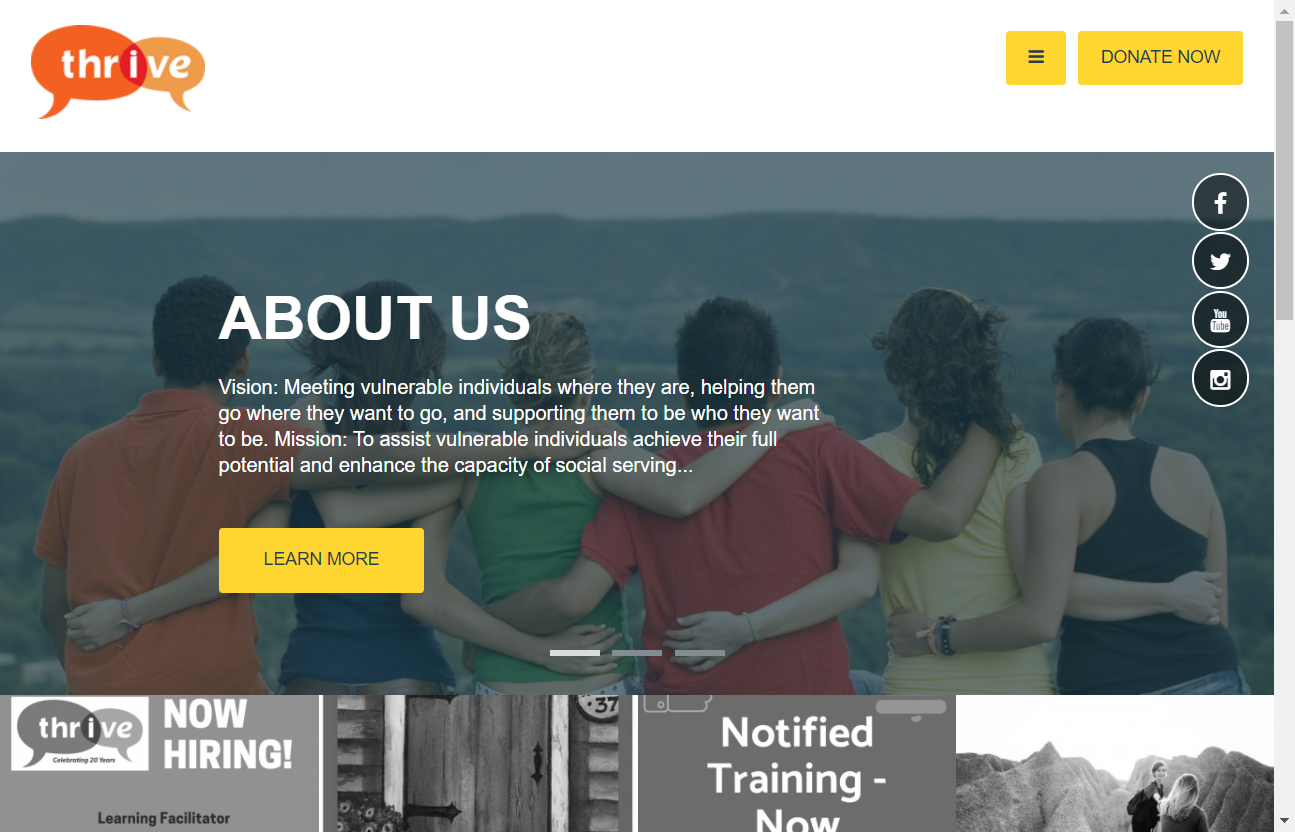 thrive
DONATE NOW
ABOUT US
Vision: Meeting vulnerable individuals where they are, helping them
go where they want to go, and supporting them to be who they want
to be. Mission: To assist vulnerable individuals achieve their full
potential and enhance the capacity of social serving...
LEARN MORE
You
Tube
thrive
Celebrating 20 Years
NOW
HIRING!
Learning Facilitator
37
Notified
Training -
Now